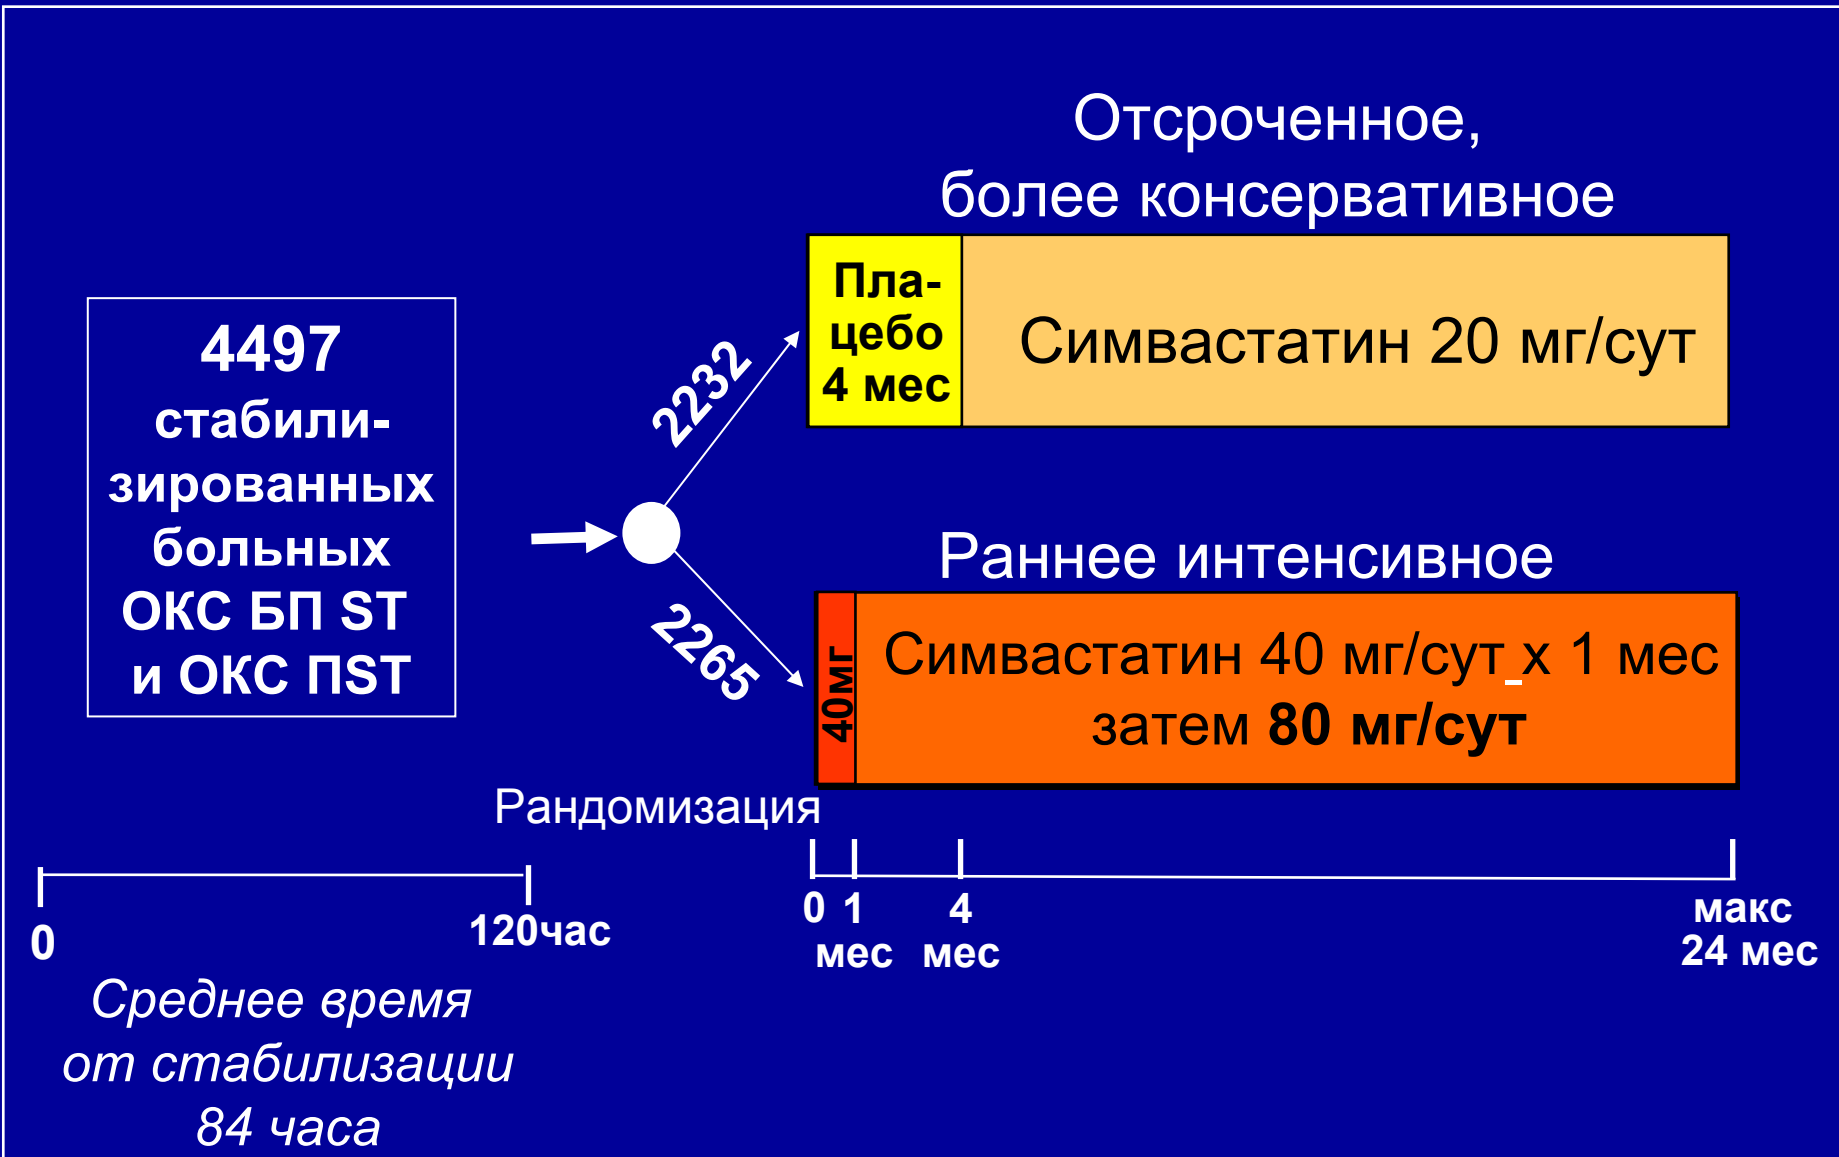 4497
стабили-
зированных
больных
ОКС БП ST
и ОКС ПST
2232
2265
Отсроченное,
более консервативное
Пла-
цебо
4 мес
Симвастатин 20 мг/сут
Раннее интенсивное
40мг
Симвастатин 40 мг/сут х 1 мес
затем 80 мг/сут
Рандомизация
0
120час
Среднее время
от стабилизации
84 часа
0 1 4 макс
мес мес 24 мес